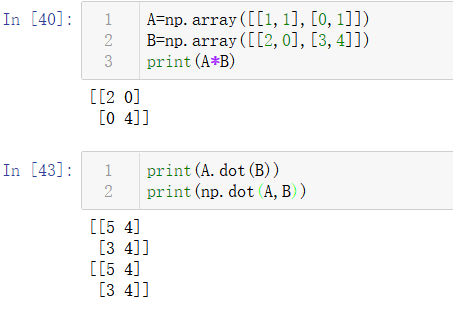 In [40]: 1 A=np.array([[1,1],[0,1]])
2 B=np.array([[2,0],[3,4]])
3 print(A*B)
[[2 0]
[0 4]]
In [43]: 1 print(A.dot(B))
2 print(np.dot(A,B))
[[5 4]
[3 4]]
[[5 4]
[3 4]]